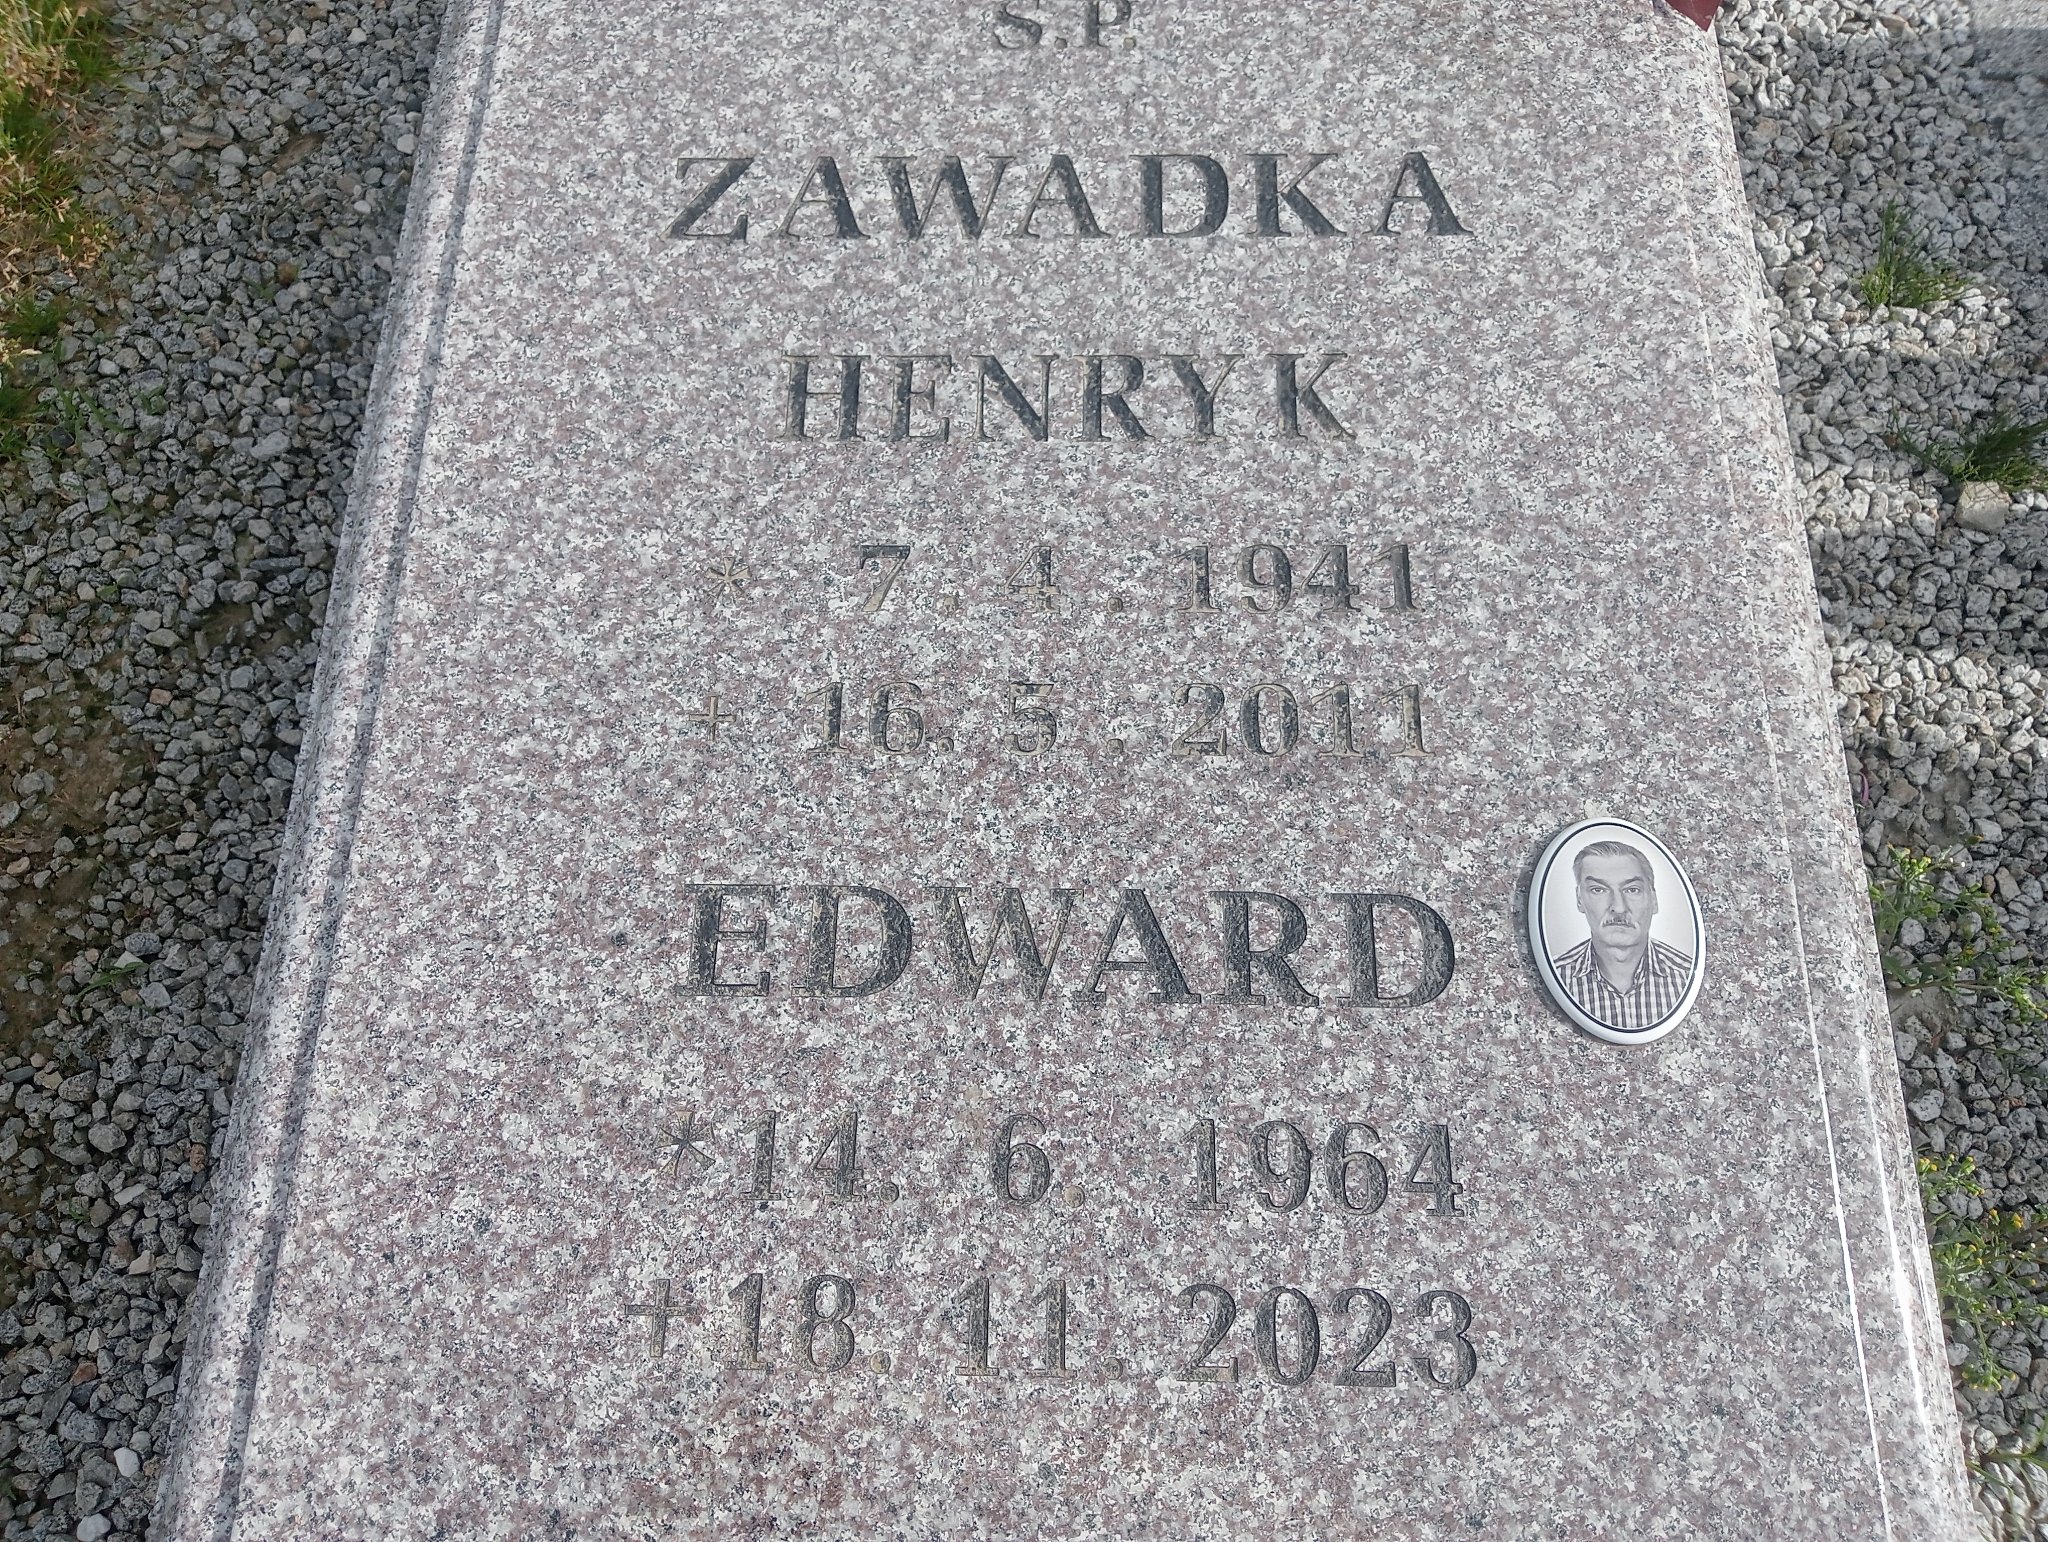 S.P.
ZAWADKA
HENRYK
* 7. 4. 1941
+ 16. 5. 2011
EDWARD
*14. 6. 1964
+18. 11. 2023